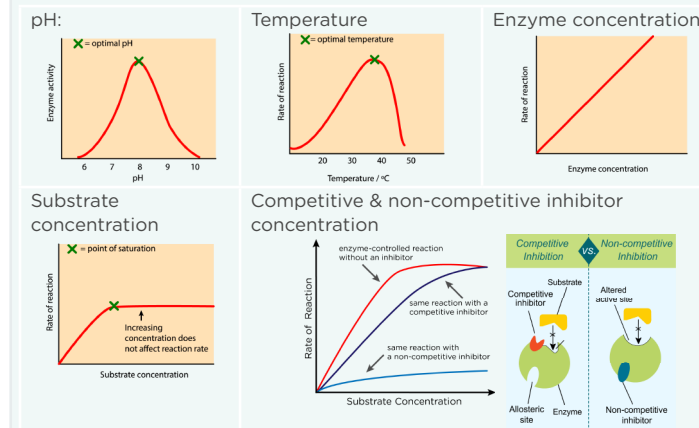 pH:
✕ = optimal pH
Enzyme activity
6 7 8 9 10
pH
Temperature
✕ = optimal temperature
Rate of reaction
20 30 40 50
Temperature / ºC
Enzyme concentration
Rate of reaction
Enzyme concentration
Substrate
concentration
✕ = point of saturation
Rate of reaction
Increasing
concentration does
not affect reaction rate
Substrate concentration
Competitive & non-competitive inhibitor
concentration
Rate of Reaction
enzyme-controlled reaction
without an inhibitor
same reaction with a
competitive inhibitor
same reaction with
a non-competitive inhibitor
Substrate Concentration
Competitive
Inhibition
VS.
Non-competitive
Inhibition
Substrate
Competitive
inhibitor
Allosteric
site
Enzyme
Altered
active site
Non-competitive
inhibitor